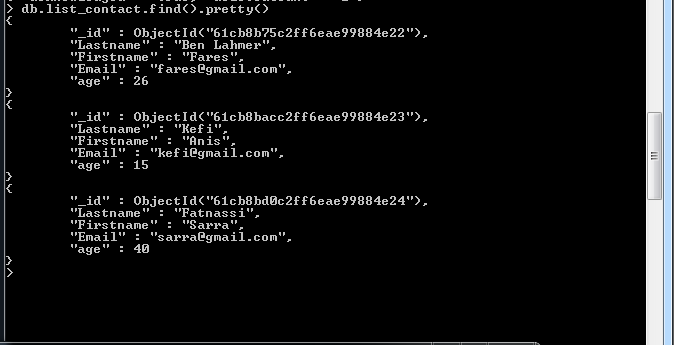 > db.list_contact.find().pretty()
{
"_id" : ObjectId("61cb8b75c2ff6eae99884e22"),
"Lastname" : "Ben Lahmer",
"Firstname" : "Fares",
"Email" : "fares@gmail.com",
"age" : 26
}
{
"_id" : ObjectId("61cb8bacc2ff6eae99884e23"),
"Lastname" : "Kefi",
"Firstname" : "Anis",
"Email" : "kefi@gmail.com",
"age" : 15
}
{
"_id" : ObjectId("61cb8bd0c2ff6eae99884e24"),
"Lastname" : "Fatnassi",
"Firstname" : "Sarra",
"Email" : "sarra@gmail.com",
"age" : 40
}
>